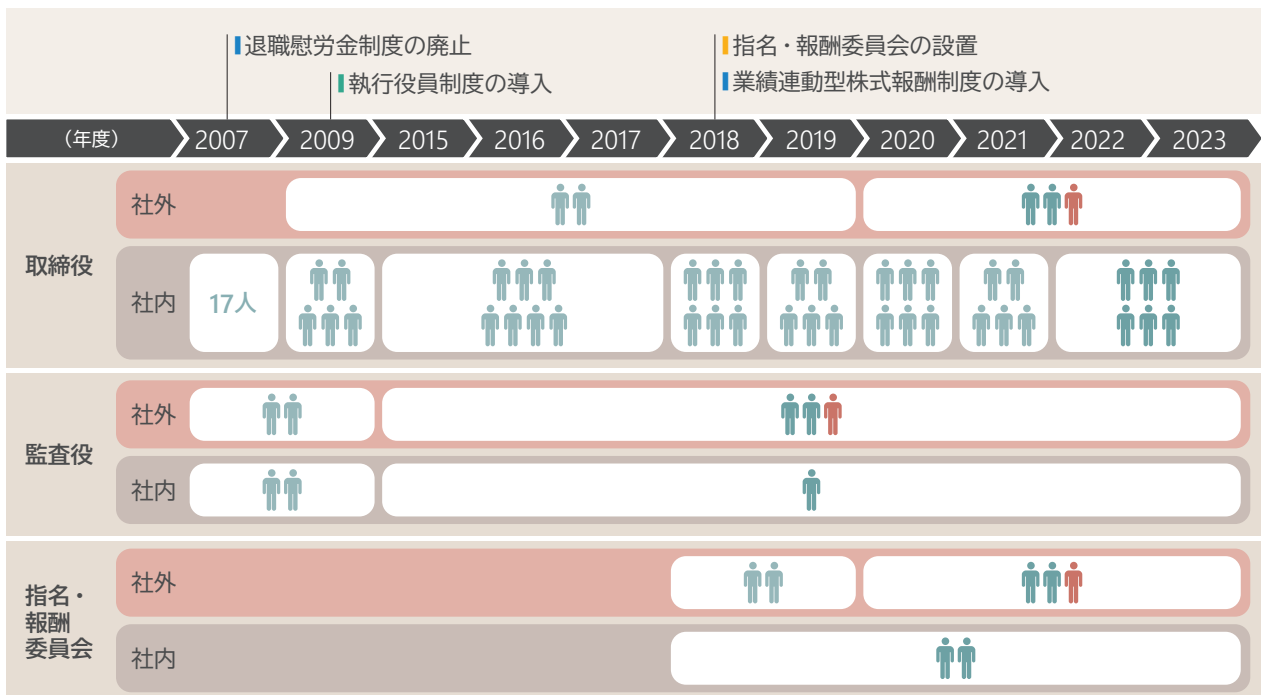 退職慰労金制度の廃止
執行役員制度の導入
指名・報酬委員会の設置
業績連動型株式報酬制度の導入
（年度） 2007 2009 2015 2016 2017 2018 2019 2020 2021 2022 2023
取締役
社外
社内
17人
監査役
社外
社内
指名・
報酬
委員会
社外
社内